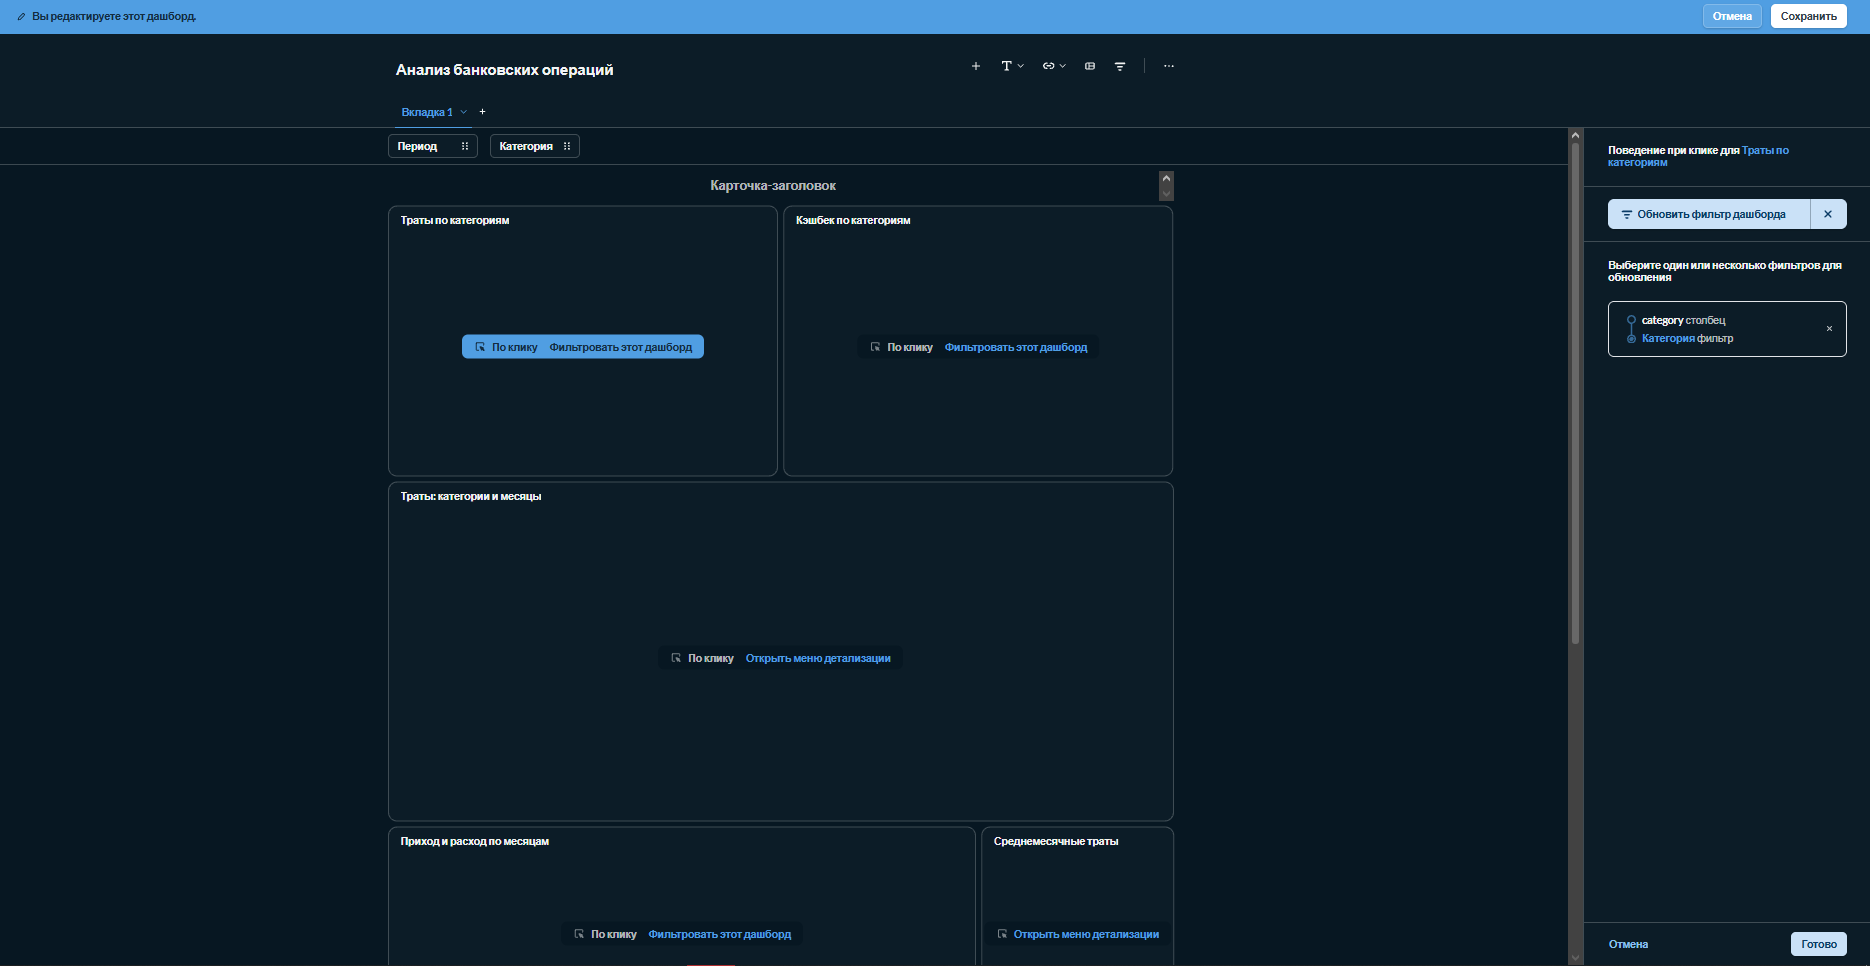 Вы редактируете этот дашборд.
Отмена
Сохранить
Анализ банковских операций
Вкладка 1
Период
Категория
Карточка-заголовок
Траты по категориям
По клику Фильтровать этот дашборд
Кэшбек по категориям
По клику Фильтровать этот дашборд
Траты: категории и месяцы
По клику Открыть меню детализации
Приход и расход по месяцам
По клику Фильтровать этот дашборд
Среднемесячные траты
Открыть меню детализации
Поведение при клике для Траты по
категориям
Обновить фильтр дашборда
Выберите один или несколько фильтров для
обновления
category столбец
Категория фильтр
Отмена
Готово